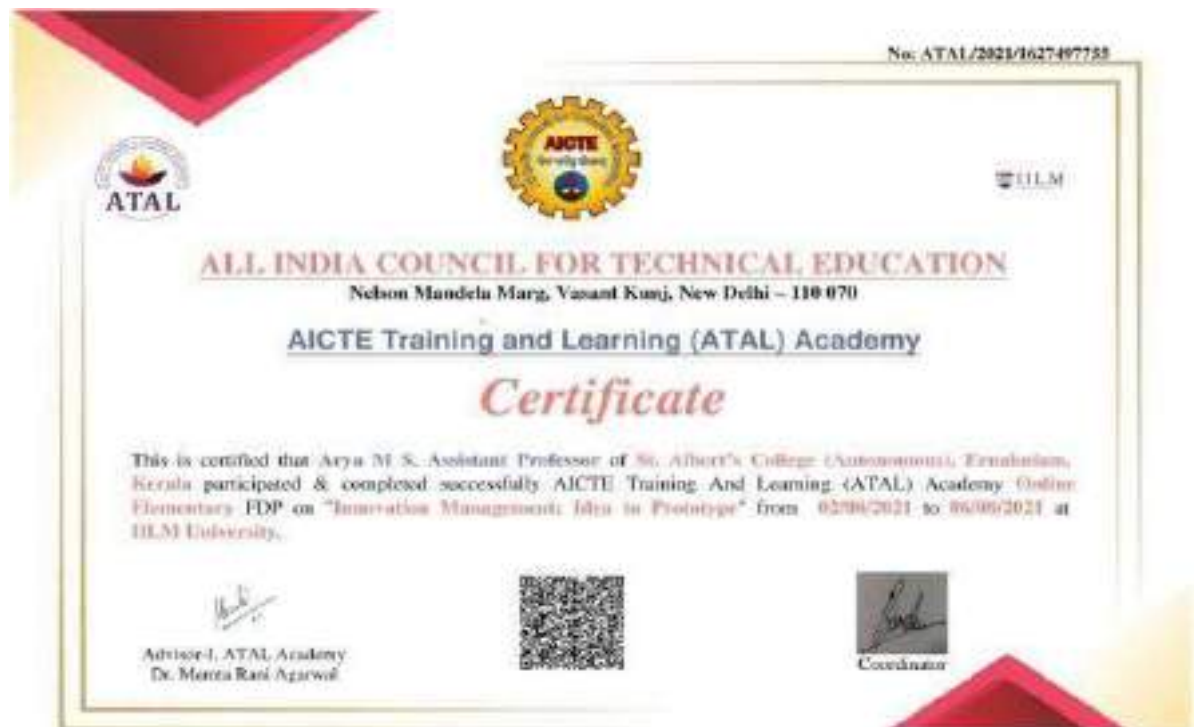 No: ATAL/2021/1627497755
ATAL
AICTE
IILM
ALL INDIA COUNCIL FOR TECHNICAL EDUCATION
Nelson Mandela Marg, Vasant Kunj, New Delhi – 110 070
AICTE Training and Learning (ATAL) Academy
Certificate
This is certified that Arya M S, Assistant Professor of St. Albert's College (Autonomous), Ernakulam,
Kerala participated & completed successfully AICTE Training And Learning (ATAL) Academy Online
Elementary FDP on "Innovation Management: Idea to Prototype" from 02/08/2021 to 06/08/2021 at
IILM University.
Advisor-I, ATAL Academy
Dr. Mamta Rani Agarwal
Coordinator